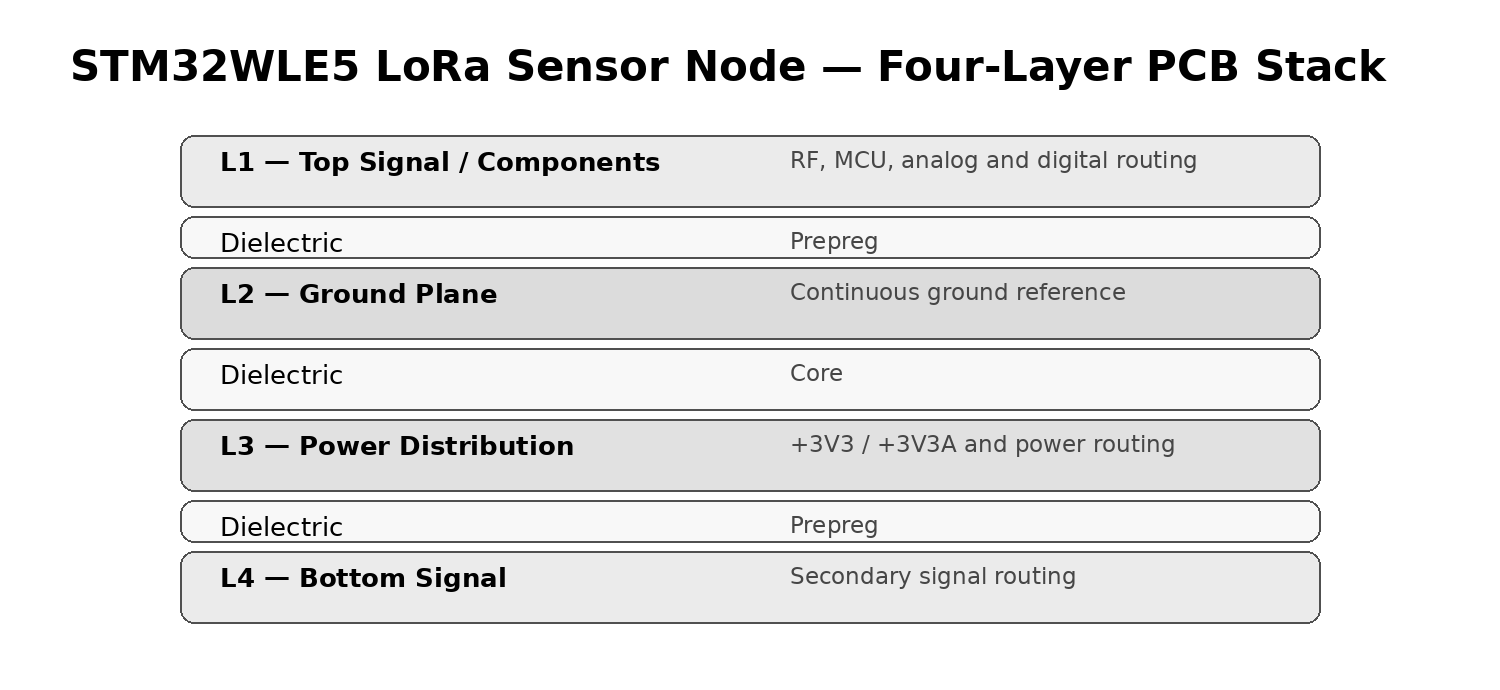 STM32WLE5 LoRa Sensor Node — Four-Layer PCB Stack
L1 — Top Signal / Components RF, MCU, analog and digital routing
Dielectric Prepreg
L2 — Ground Plane Continuous ground reference
Dielectric Core
L3 — Power Distribution +3V3 / +3V3A and power routing
Dielectric Prepreg
L4 — Bottom Signal Secondary signal routing